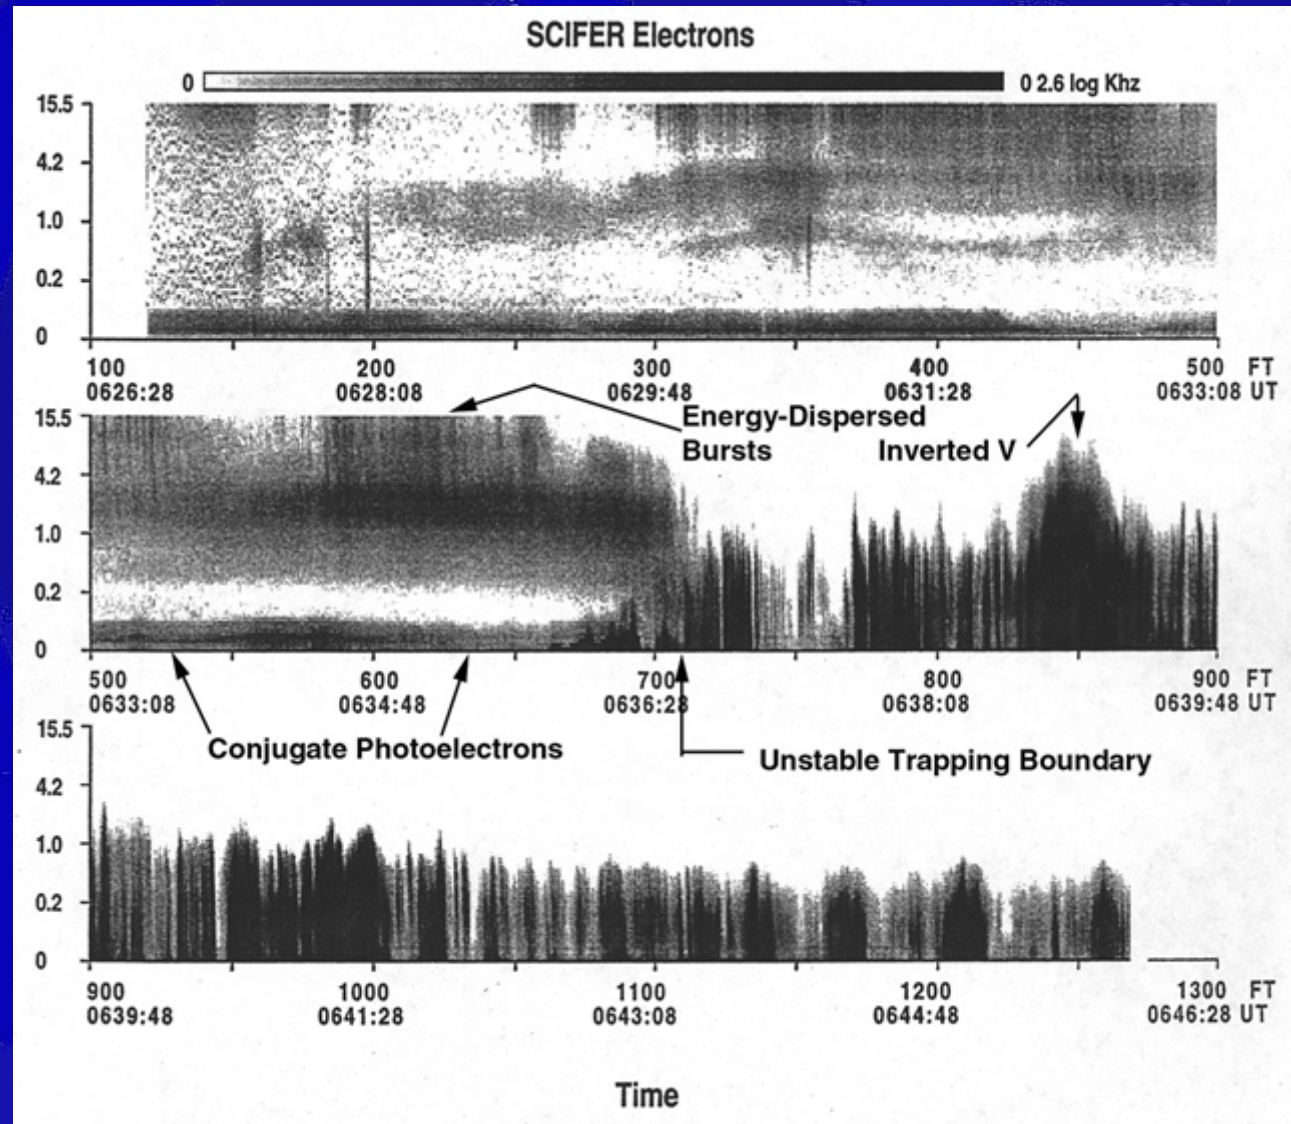 SCIFER Electrons
0 0 2.6 log Khz
15.5
4.2
1.0
0.2
0
100 200 300 400 500 FT
0626:28 0628:08 0629:48 0631:28 0633:08 UT
Energy-Dispersed
Bursts
Inverted V
15.5
4.2
1.0
0.2
0
500 600 700 800 900 FT
0633:08 0634:48 0636:28 0638:08 0639:48 UT
Conjugate Photoelectrons
Unstable Trapping Boundary
15.5
4.2
1.0
0.2
0
900 1000 1100 1200 1300 FT
0639:48 0641:28 0643:08 0644:48 0646:28 UT
Time